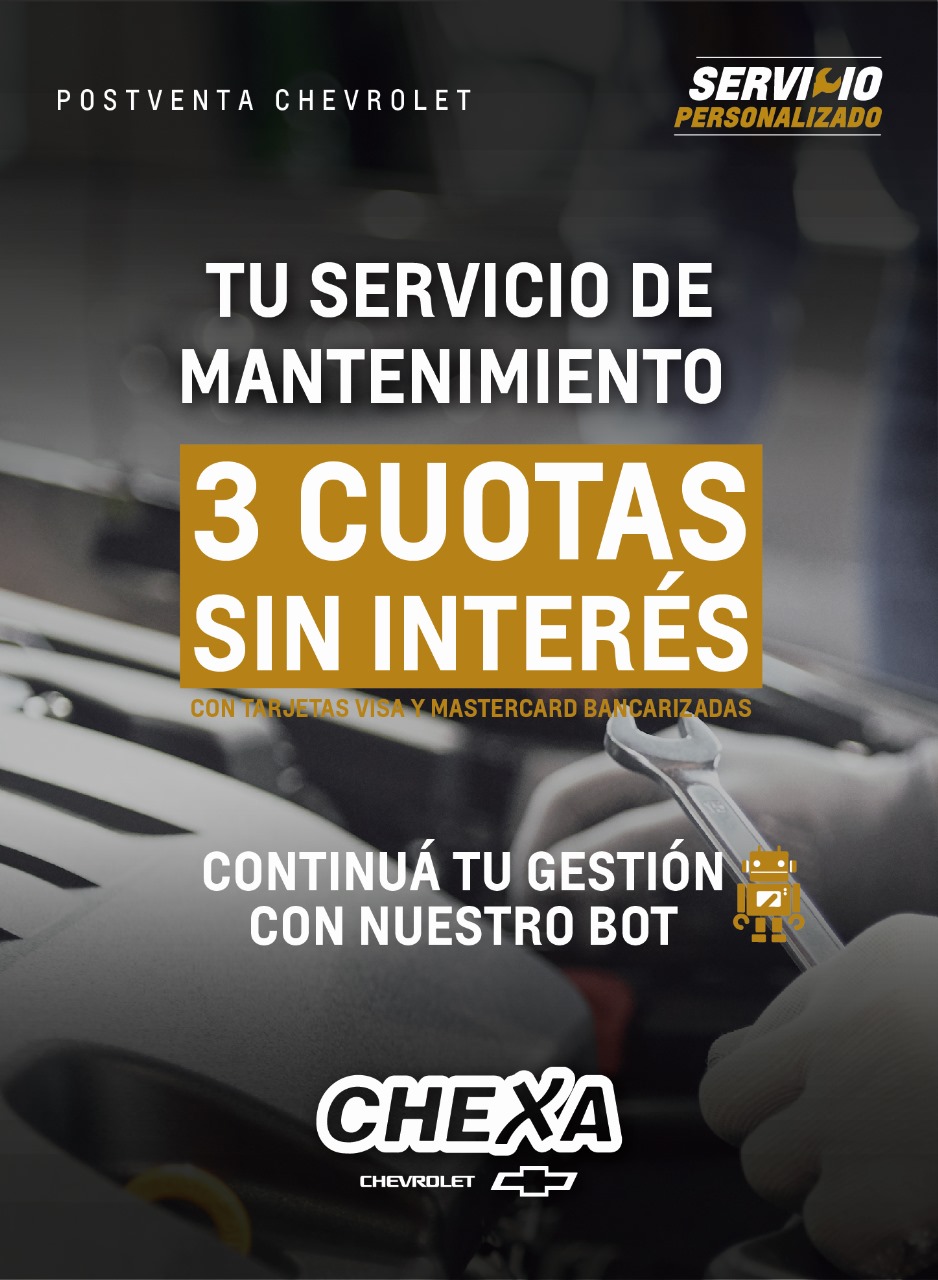 POSTVENTA CHEVROLET
SERVICIO
PERSONALIZADO
TU SERVICIO DE
MANTENIMIENTO
3 CUOTAS
SIN INTERÉS
CON TARJETAS VISA Y MASTERCARD BANCARIZADAS
CONTINUÁ TU GESTIÓN
CON NUESTRO BOT
CHEXA
CHEVROLET